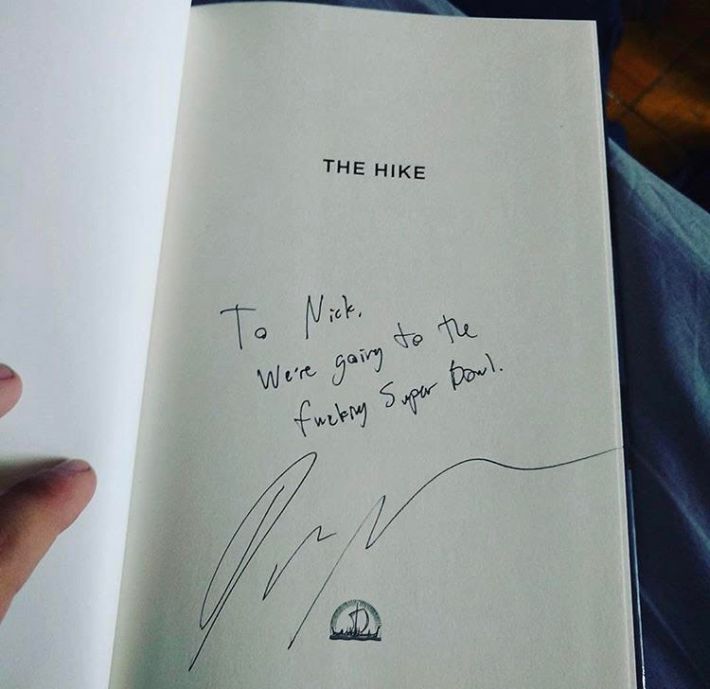 THE HIKE
To Nick,
We're going to the
fucking Super Bowl.